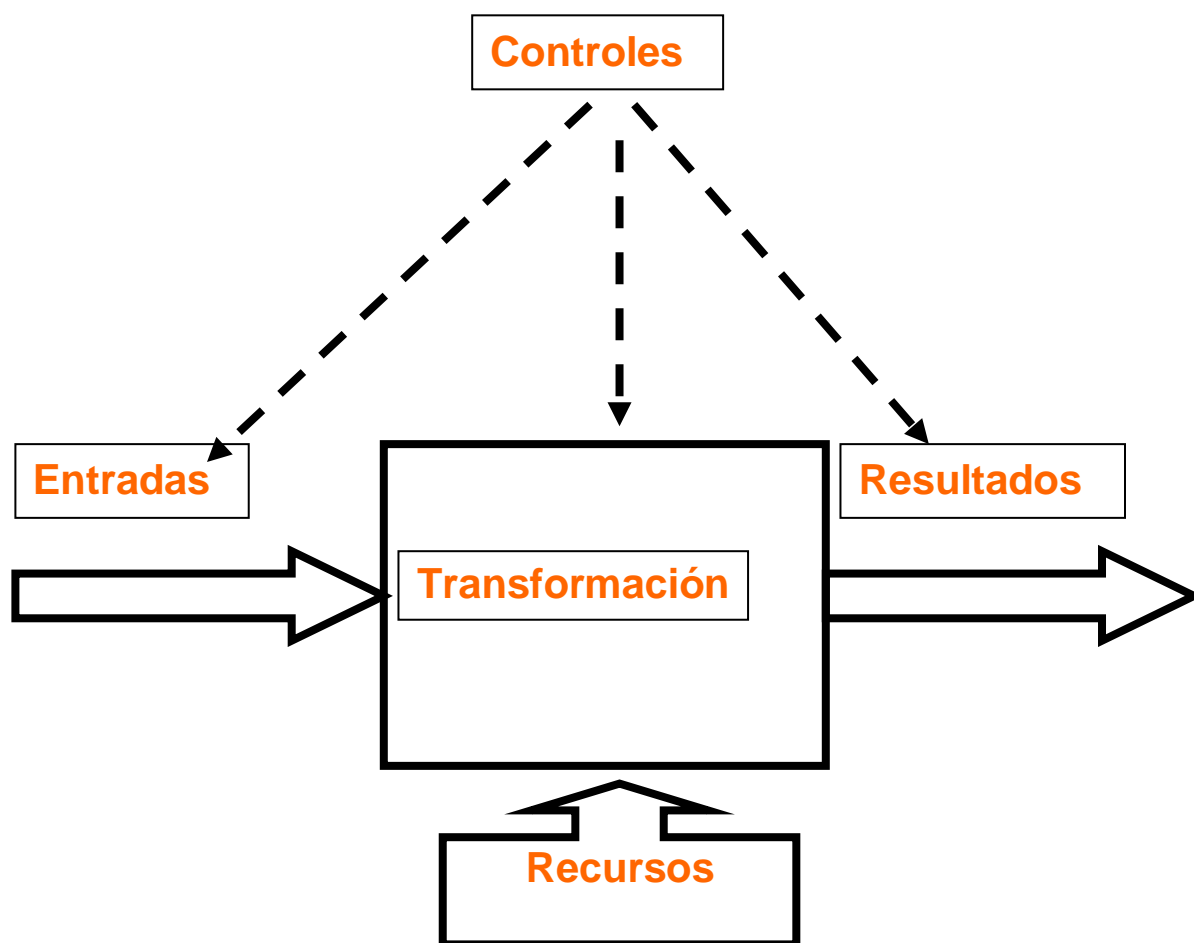 Controles
Entradas
Resultados
Transformación
Recursos